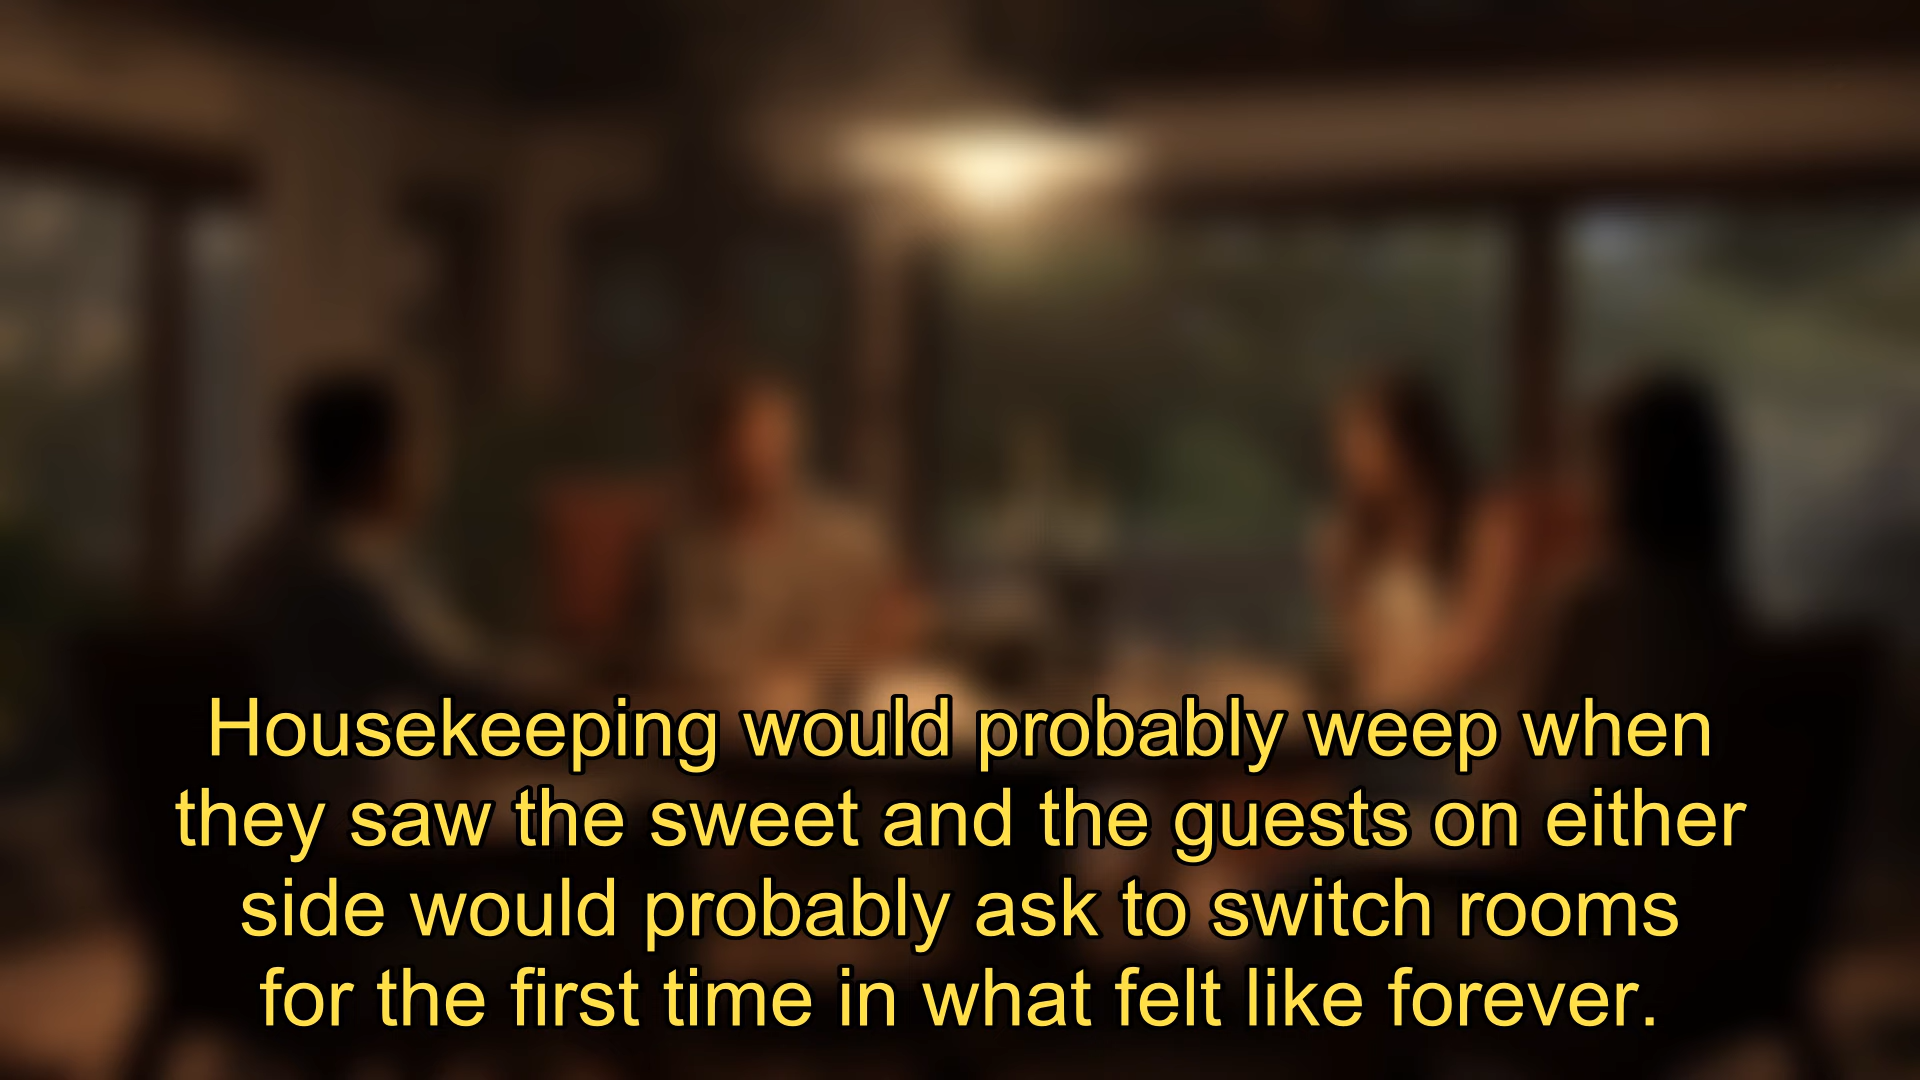 Housekeeping would probably weep when
they saw the sweet and the guests on either
side would probably ask to switch rooms
for the first time in what felt like forever.